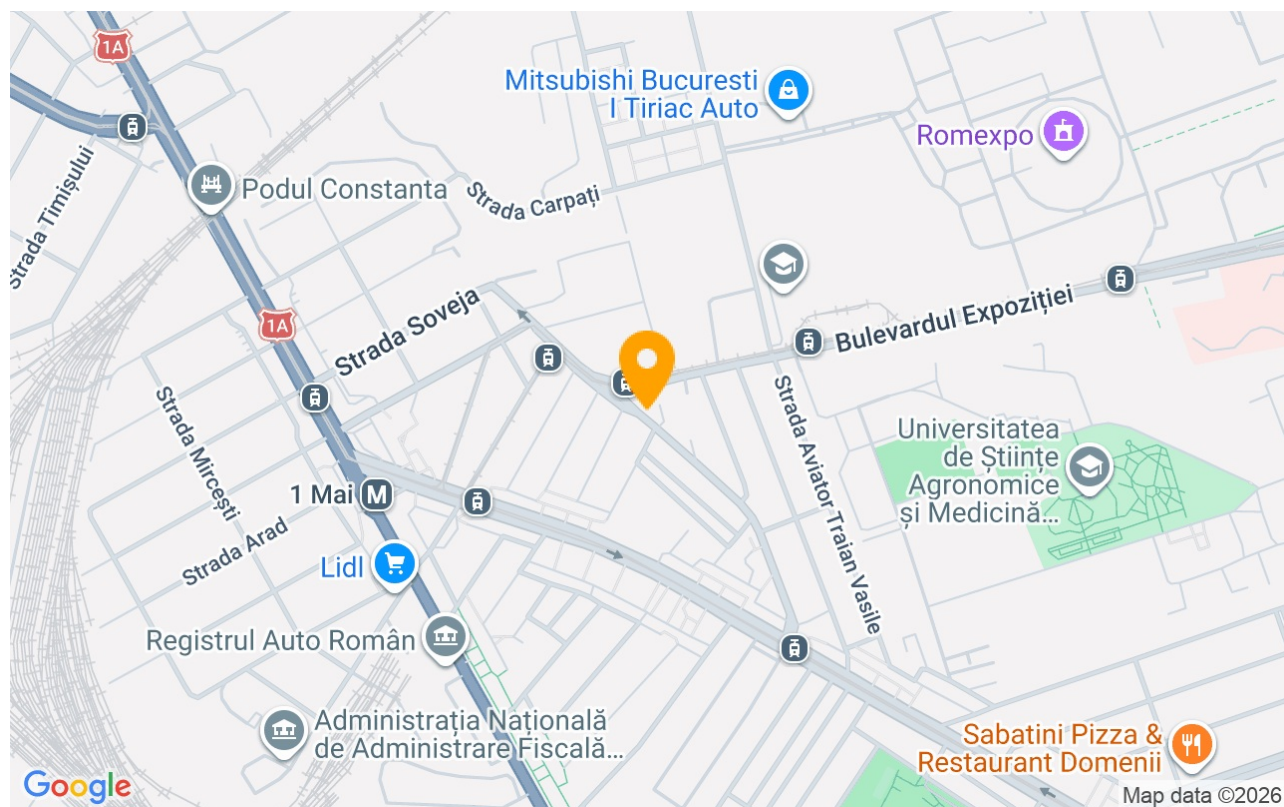 1A
Mitsubishi Bucuresti
I Tiriac Auto
Romexpo
Strada Timișului
Podul Constanta
Strada Carpați
1A
Strada Soveja
Bulevardul Expoziției
Strada Mircești
Strada Aviator Traian Vasile
Universitatea
de Științe
Agronomice
și Medicină...
1 Mai M
Strada Arad
Lidl
Registrul Auto Român
Administrația Națională
de Administrare Fiscală...
Sabatini Pizza &
Restaurant Domenii
Google
Map data ©2026